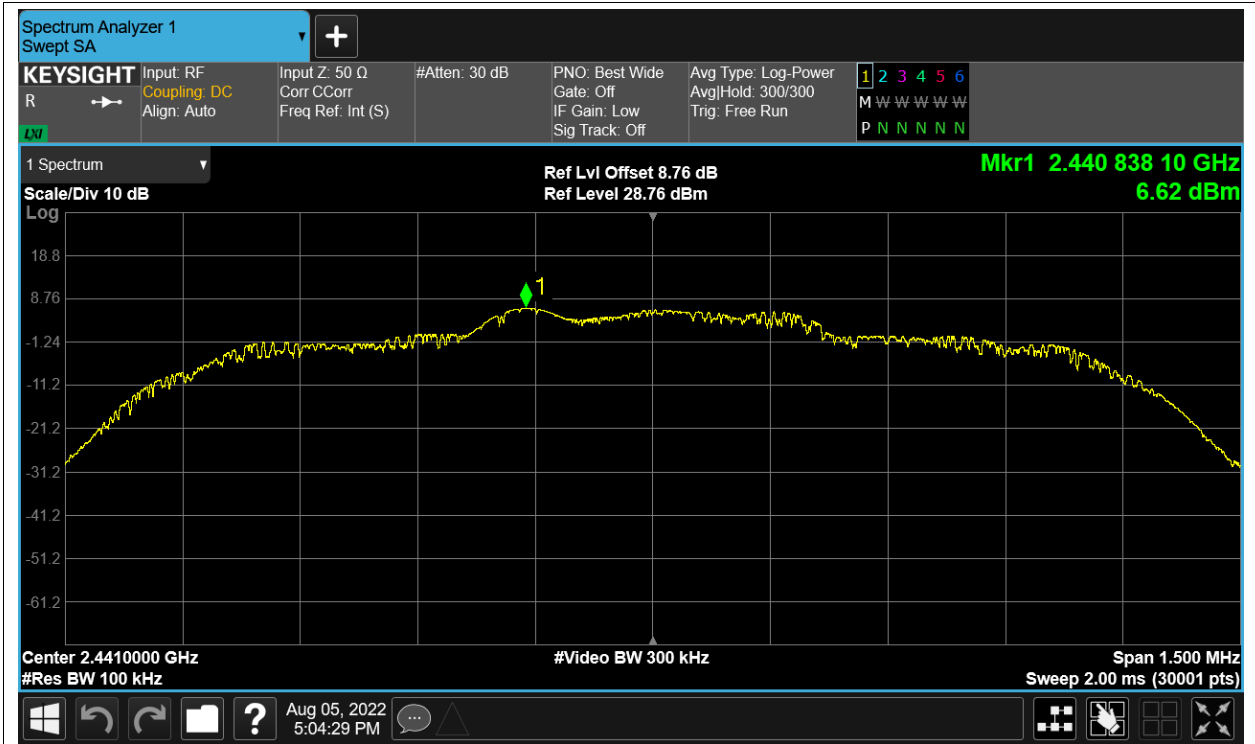 Spectrum Analyzer 1
Swept SA
KEYSIGHT
R
LXI
Input: RF
Coupling: DC
Align: Auto
Input Z: 50 Ω
Corr CCorr
Freq Ref: Int (S)
#Atten: 30 dB
PNO: Best Wide
Gate: Off
IF Gain: Low
Sig Track: Off
Avg Type: Log-Power
Avg|Hold: 300/300
Trig: Free Run
1 2 3 4 5 6
M W W W W W
P N N N N N
1 Spectrum
Scale/Div 10 dB
Log
Ref Lvl Offset 8.76 dB
Ref Level 28.76 dBm
Mkr1 2.440 838 10 GHz
6.62 dBm
1
18.8
8.76
-1.24
-11.2
-21.2
-31.2
-41.2
-51.2
-61.2
Center 2.4410000 GHz
#Res BW 100 kHz
#Video BW 300 kHz
Span 1.500 MHz
Sweep 2.00 ms (30001 pts)
?
Aug 05, 2022
5:04:29 PM